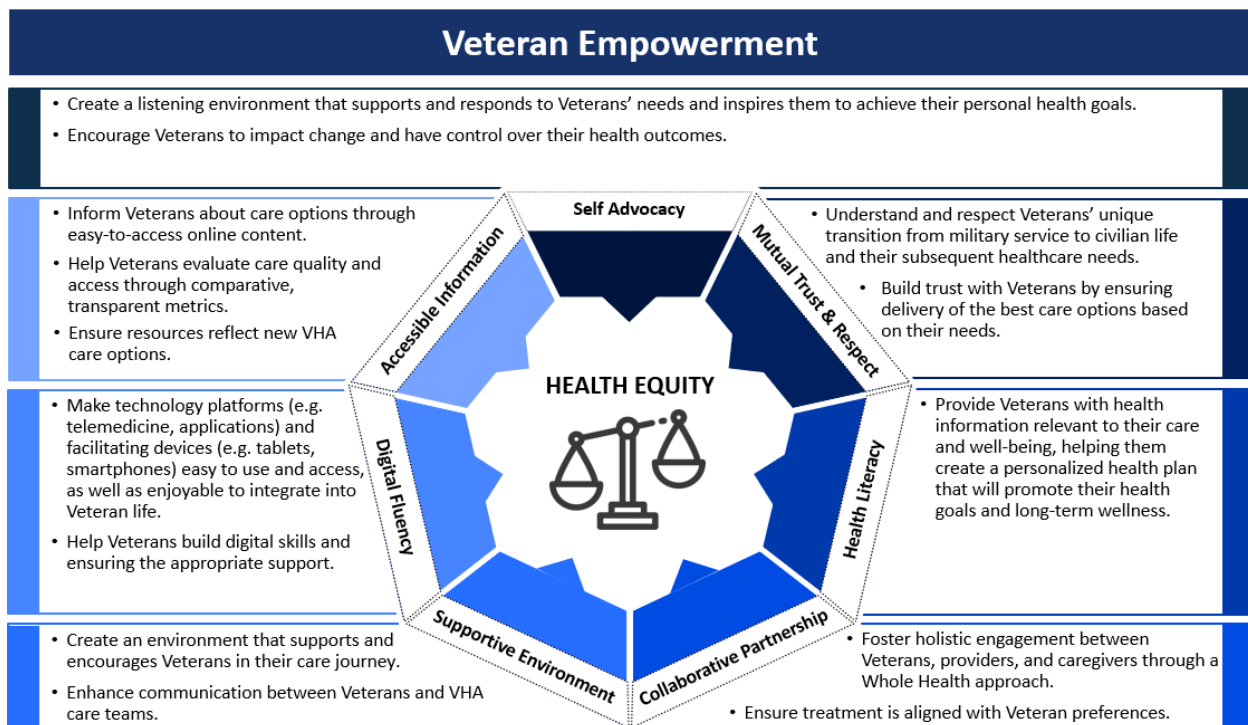 Veteran Empowerment
• Create a listening environment that supports and responds to Veterans' needs and inspires them to achieve their personal health goals.
• Encourage Veterans to impact change and have control over their health outcomes.
Self Advocacy
• Inform Veterans about care options through
easy-to-access online content.
• Help Veterans evaluate care quality and
access through comparative,
transparent metrics.
• Ensure resources reflect new VHA
care options.
Accessible Information
Mutual Trust & Respect
• Understand and respect Veterans' unique
transition from military service to civilian life
and their subsequent healthcare needs.
• Build trust with Veterans by ensuring
delivery of the best care options based
on their needs.
HEALTH EQUITY
• Make technology platforms (e.g.
telemedicine, applications) and
facilitating devices (e.g. tablets,
smartphones) easy to use and access,
as well as enjoyable to integrate into
Veteran life.
• Help Veterans build digital skills and
ensuring the appropriate support.
Digital Fluency
Health Literacy
• Provide Veterans with health
information relevant to their care
and well-being, helping them
create a personalized health plan
that will promote their health
goals and long-term wellness.
• Create an environment that supports and
encourages Veterans in their care journey.
• Enhance communication between Veterans and VHA
care teams.
Supportive Environment
Collaborative Partnership
• Foster holistic engagement between
Veterans, providers, and caregivers through a
Whole Health approach.
• Ensure treatment is aligned with Veteran preferences.